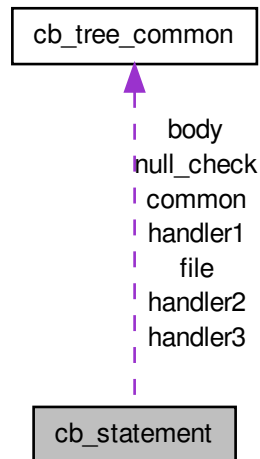 cb_tree_common
body
null_check
common
handler1
file
handler2
handler3
cb_statement